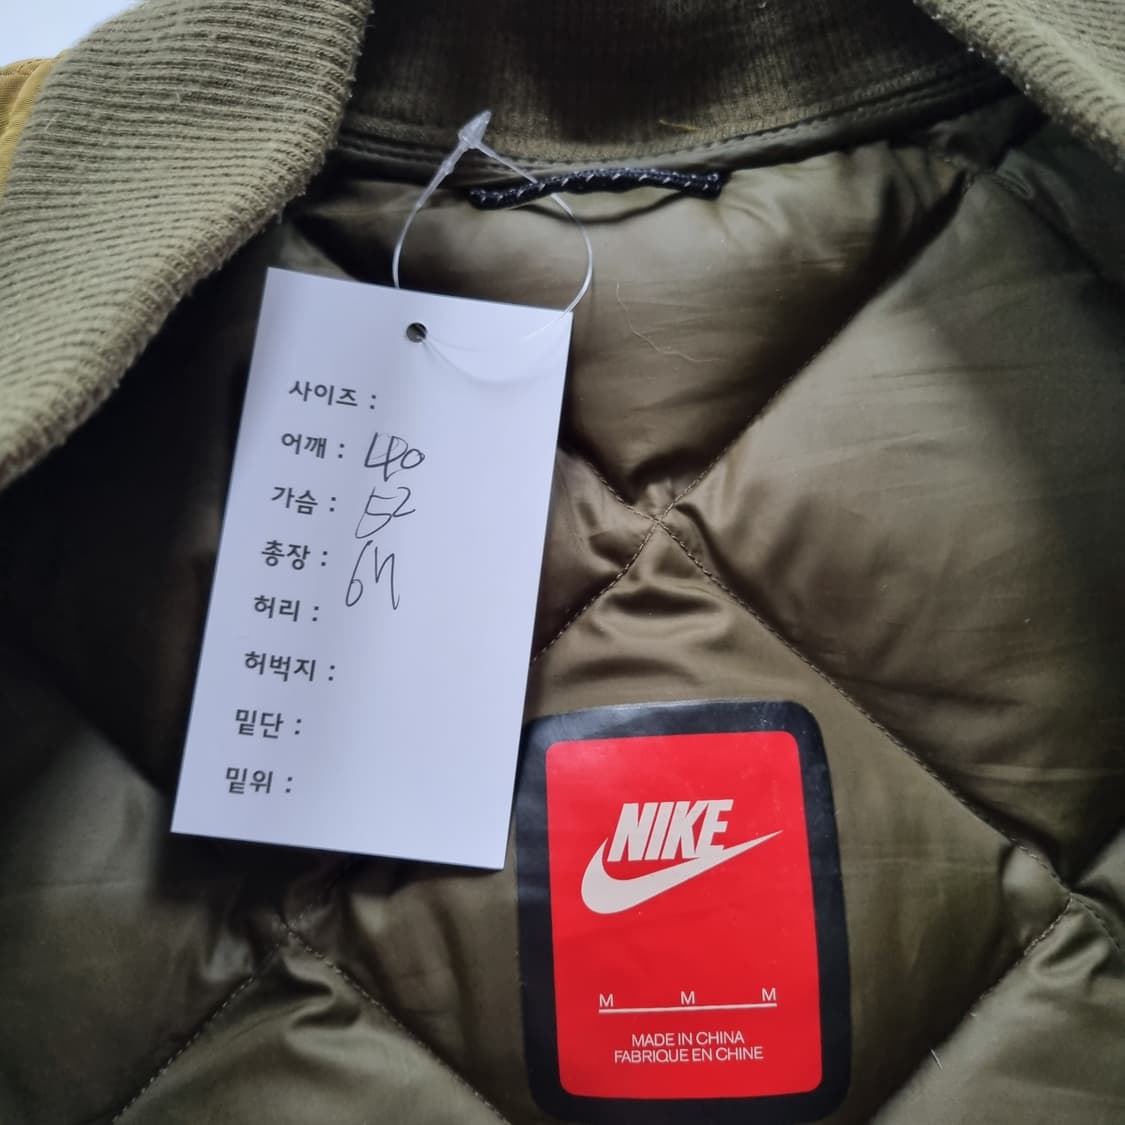 사이즈 :
어깨 : 40
가슴 : 52
총장 :
허리 :
허벅지 :
밑단 :
밑위 :
NIKE
M M M
MADE IN CHINA
FABRIQUE EN CHINE